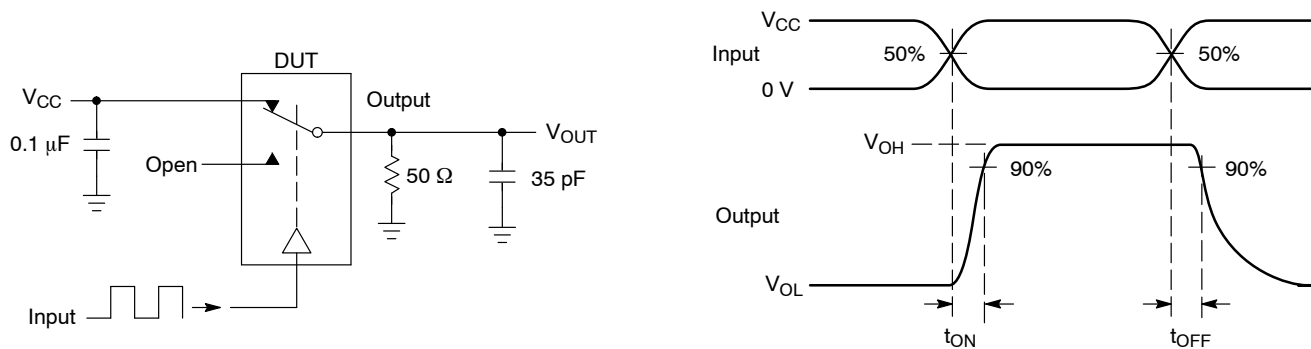 DUT
V_CC
0.1 μF
Open
Output
V_OUT
50 Ω
35 pF
Input
V_CC
Input
0 V
50%
50%
V_OH
90%
90%
Output
V_OL
t_ON
t_OFF